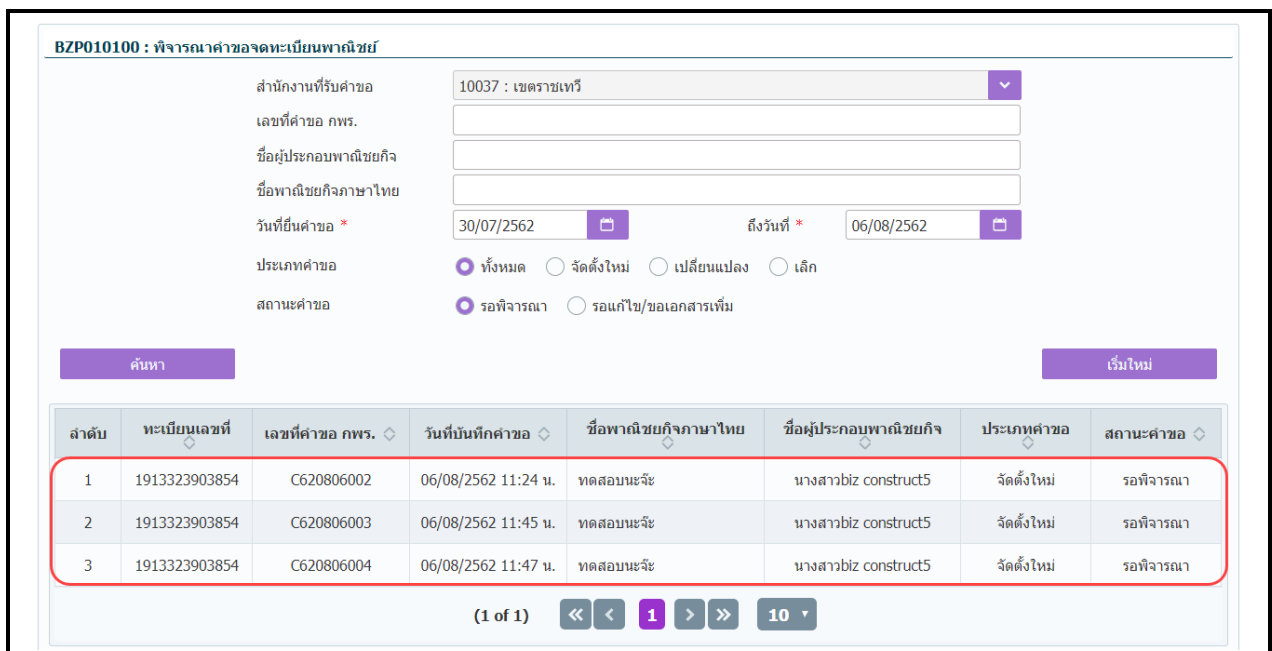 BZP010100 : พิจารณาคำขอจดทะเบียนพาณิชย์
สำนักงานที่รับคำขอ 10037 : เขตราชเทวี
เลขที่คำขอ กพร.
ชื่อผู้ประกอบพาณิชยกิจ
ชื่อพาณิชยกิจภาษาไทย
วันที่ยื่นคำขอ * 30/07/2562 ถึงวันที่ * 06/08/2562
ประเภทคำขอ ทั้งหมด จัดตั้งใหม่ เปลี่ยนแปลง เลิก
สถานะคำขอ รอพิจารณา รอแก้ไข/ขอเอกสารเพิ่ม
ค้นหา เริ่มใหม่
ลำดับ ทะเบียนเลขที่ เลขที่คำขอ กพร. วันที่บันทึกคำขอ ชื่อพาณิชยกิจภาษาไทย ชื่อผู้ประกอบพาณิชยกิจ ประเภทคำขอ สถานะคำขอ
1 1913323903854 C620806002 06/08/2562 11:24 น. ทดสอบนะจ๊ะ นางสาวbiz construct5 จัดตั้งใหม่ รอพิจารณา
2 1913323903854 C620806003 06/08/2562 11:45 น. ทดสอบนะจ๊ะ นางสาวbiz construct5 จัดตั้งใหม่ รอพิจารณา
3 1913323903854 C620806004 06/08/2562 11:47 น. ทดสอบนะจ๊ะ นางสาวbiz construct5 จัดตั้งใหม่ รอพิจารณา
(1 of 1) 1 10